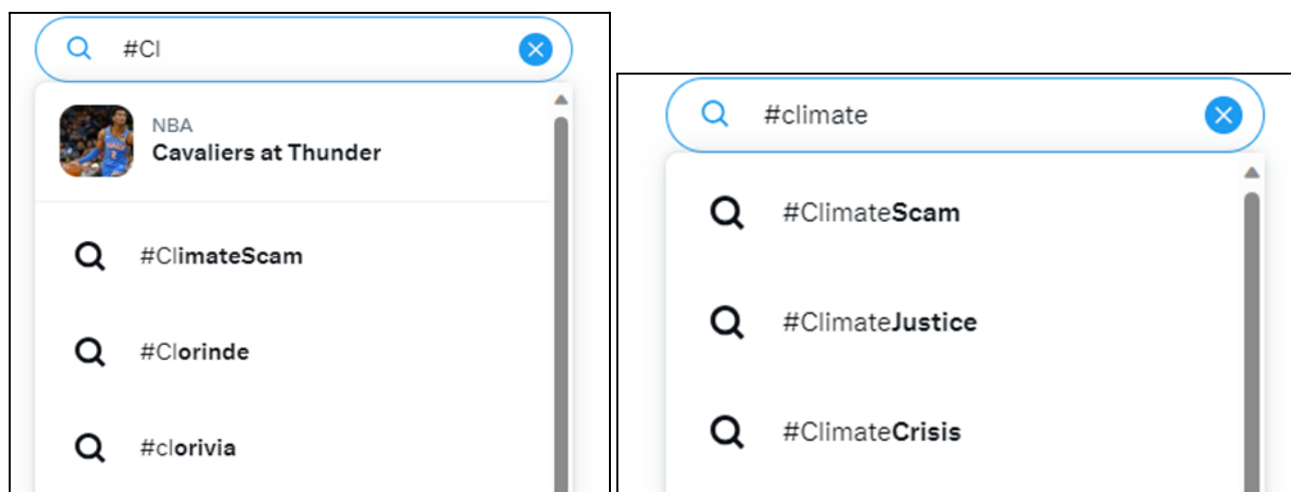 #Cl
NBA
Cavaliers at Thunder
#ClimateScam
#Clorinde
#clorivia
#climate
#ClimateScam
#ClimateJustice
#ClimateCrisis